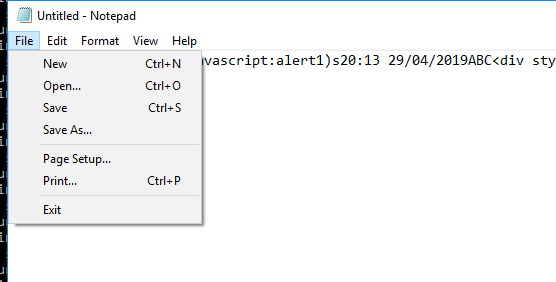 Untitled - Notepad
File Edit Format View Help
New Ctrl+N
avascript:alert1)s20:13 29/04/2019ABC<div sty
Open... Ctrl+O
Save Ctrl+S
Save As...
Page Setup...
Print... Ctrl+P
Exit